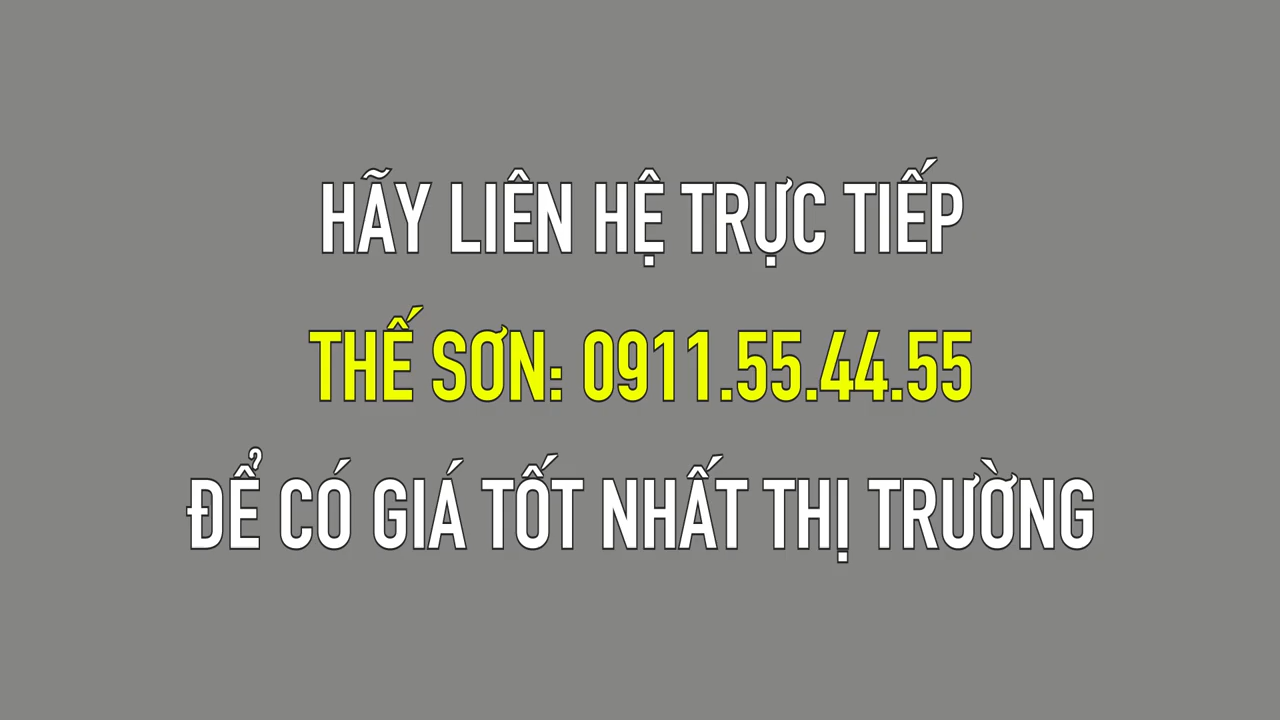 HÃY LIÊN HỆ TRỰC TIẾP
THẾ SƠN: 0911.55.44.55
ĐỂ CÓ GIÁ TỐT NHẤT THỊ TRƯỜNG